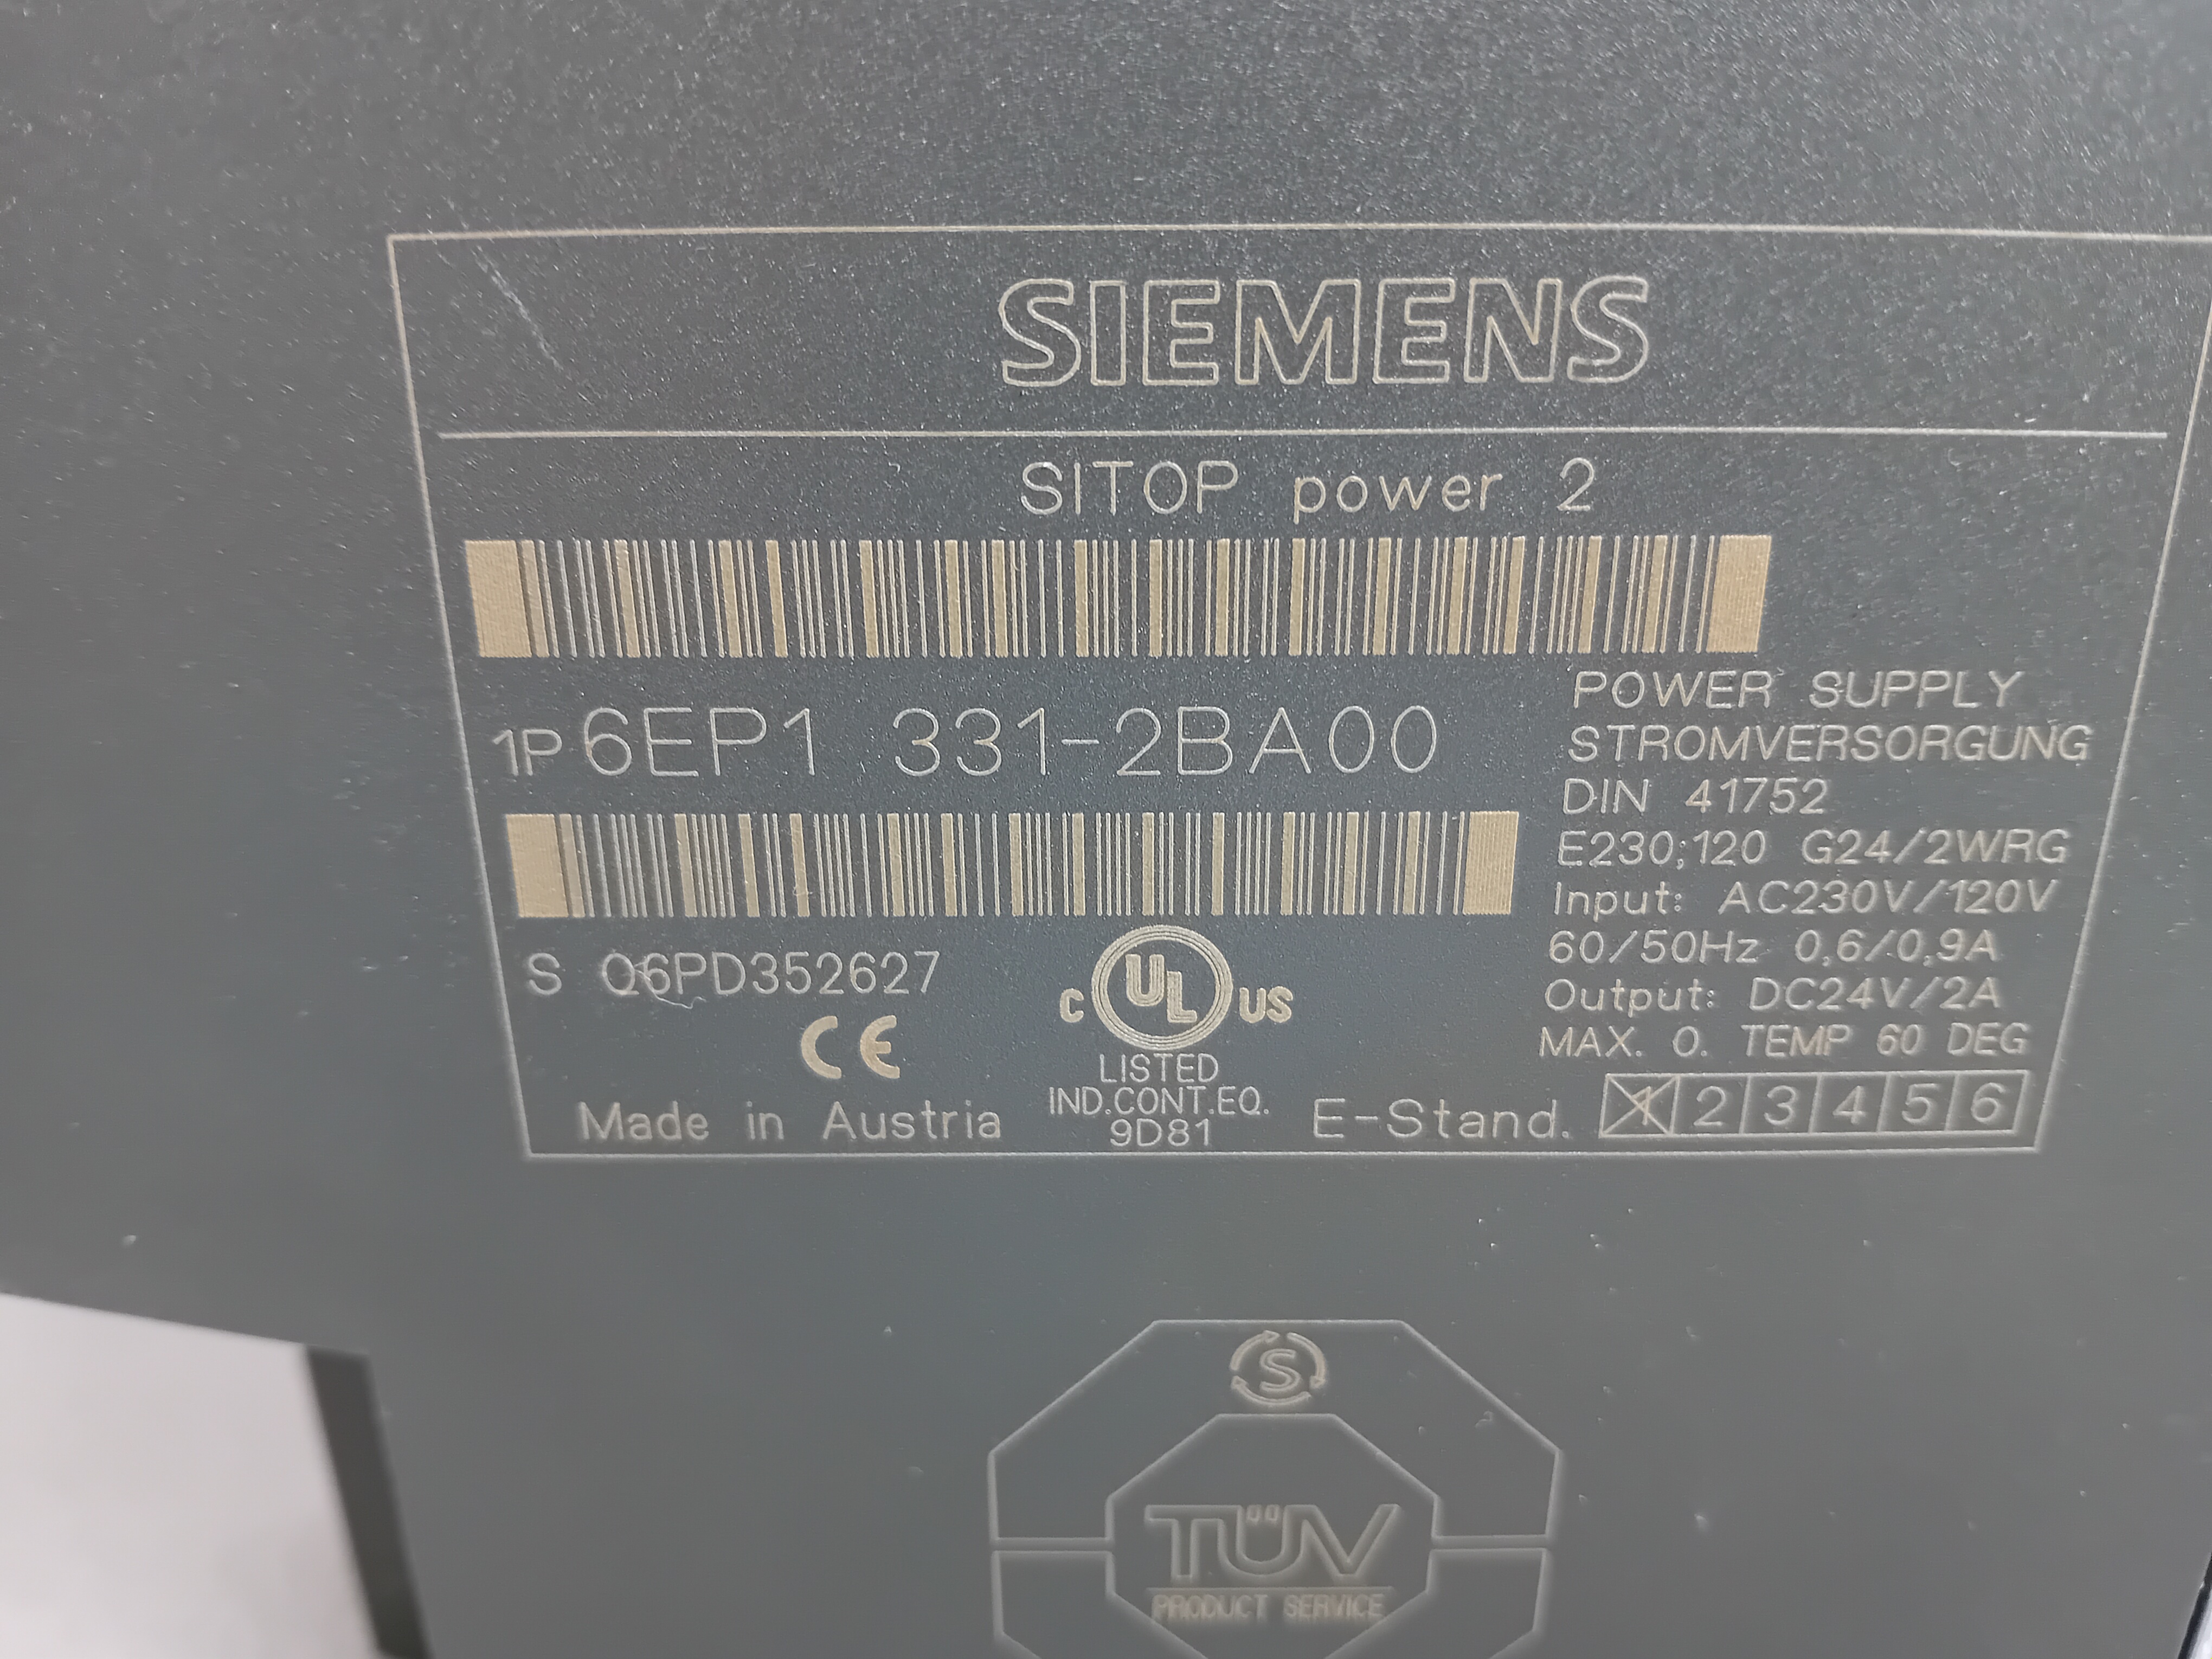 SIEMENS
SITOP power 2
1P 6EP1 331-2BA00
POWER SUPPLY
STROMVERSORGUNG
DIN 41752
E230;120 G24/2WRG
Input: AC230V/120V
60/50Hz 0,6/0,9A
Output: DC24V/2A
MAX. O. TEMP 60 DEG
S Q6PD352627
C UL US
LISTED
IND.CONT.EQ.
9D81
CE
Made in Austria
E-Stand. 1 2 3 4 5 6
S
TÜV
PRODUCT SERVICE